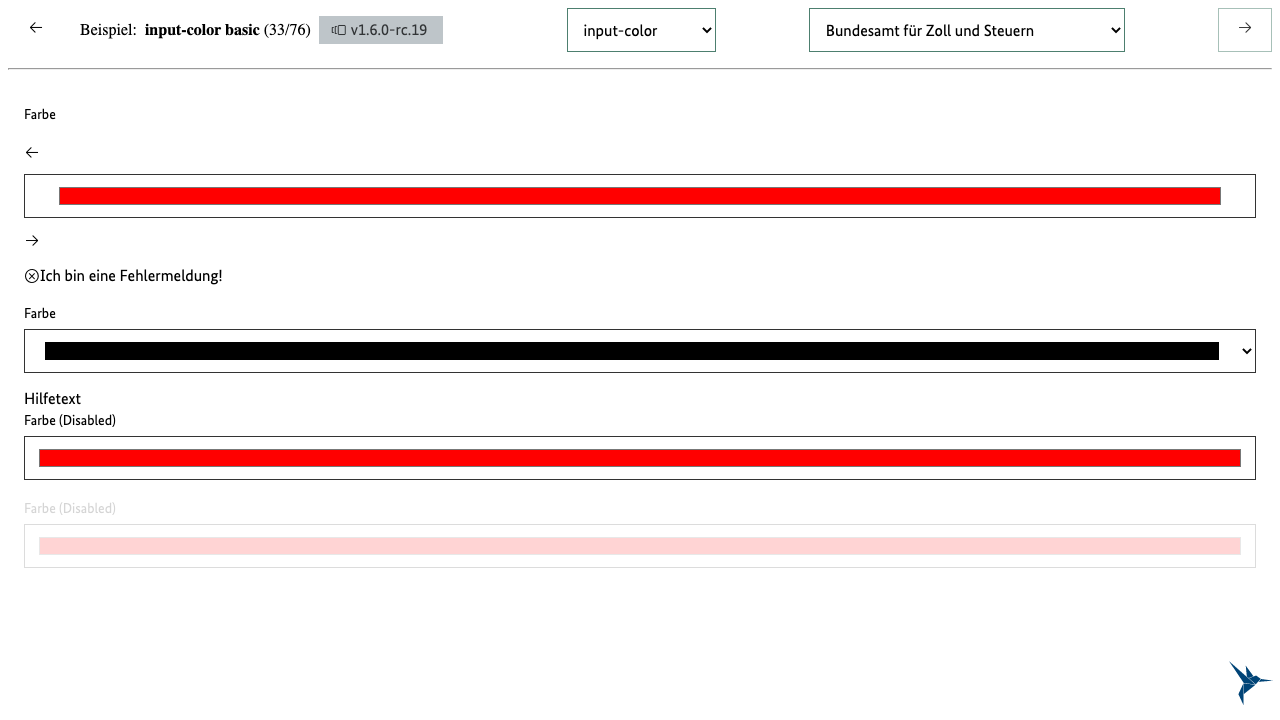 Beispiel: input-color basic (33/76) v1.6.0-rc.19 input-color Bundesamt für Zoll und Steuern
Farbe
Ich bin eine Fehlermeldung!
Farbe
Hilfetext
Farbe (Disabled)
Farbe (Disabled)